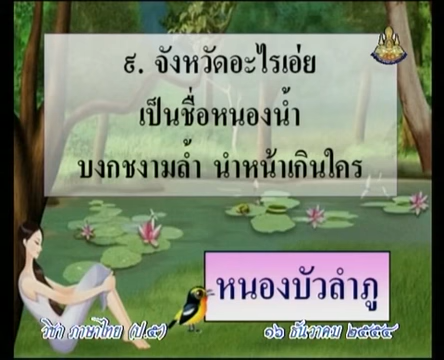 ๙. จังหวัดอะไรเอ่ย
เป็นชื่อหนองน้ำ
บงกชงามล้ำ นำหน้าเกินใคร
หนองบัวลำภู
วิชา ภาษาไทย (ป.๕)
๑๖ ธันวาคม ๒๕๕๔